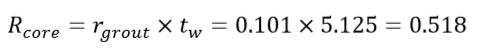 R_core = r_grout × t_w = 0.101 × 5.125 = 0.518